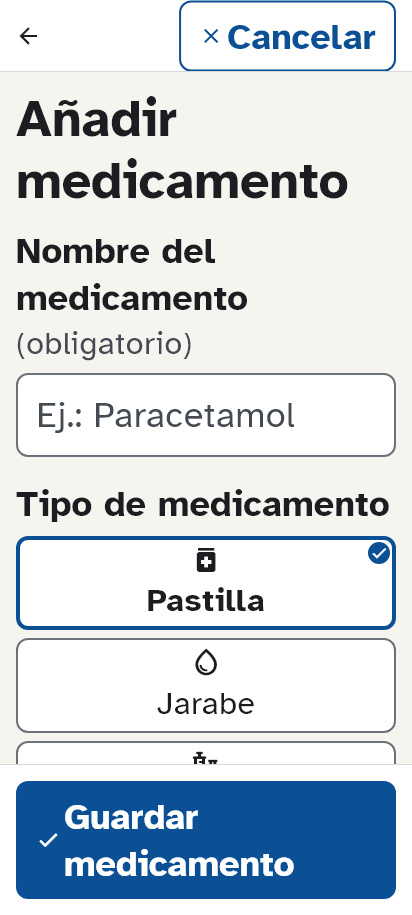 Cancelar
Añadir
medicamento
Nombre del
medicamento
(obligatorio)
Ej.: Paracetamol
Tipo de medicamento
Pastilla
Jarabe
Guardar
medicamento